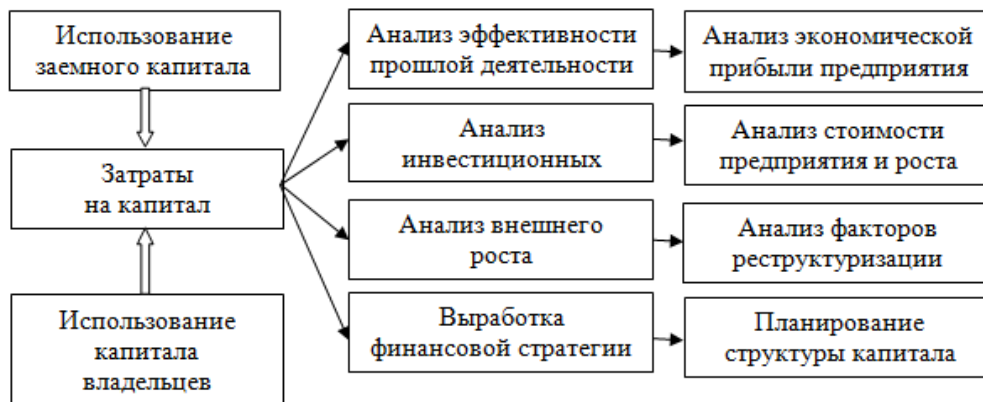 Использование
заемного капитала
Затраты
на капитал
Использование
капитала
владельцев
Анализ эффективности
прошлой деятельности
Анализ
инвестиционных
Анализ внешнего
роста
Выработка
финансовой стратегии
Анализ экономической
прибыли предприятия
Анализ стоимости
предприятия и роста
Анализ факторов
реструктуризации
Планирование
структуры капитала